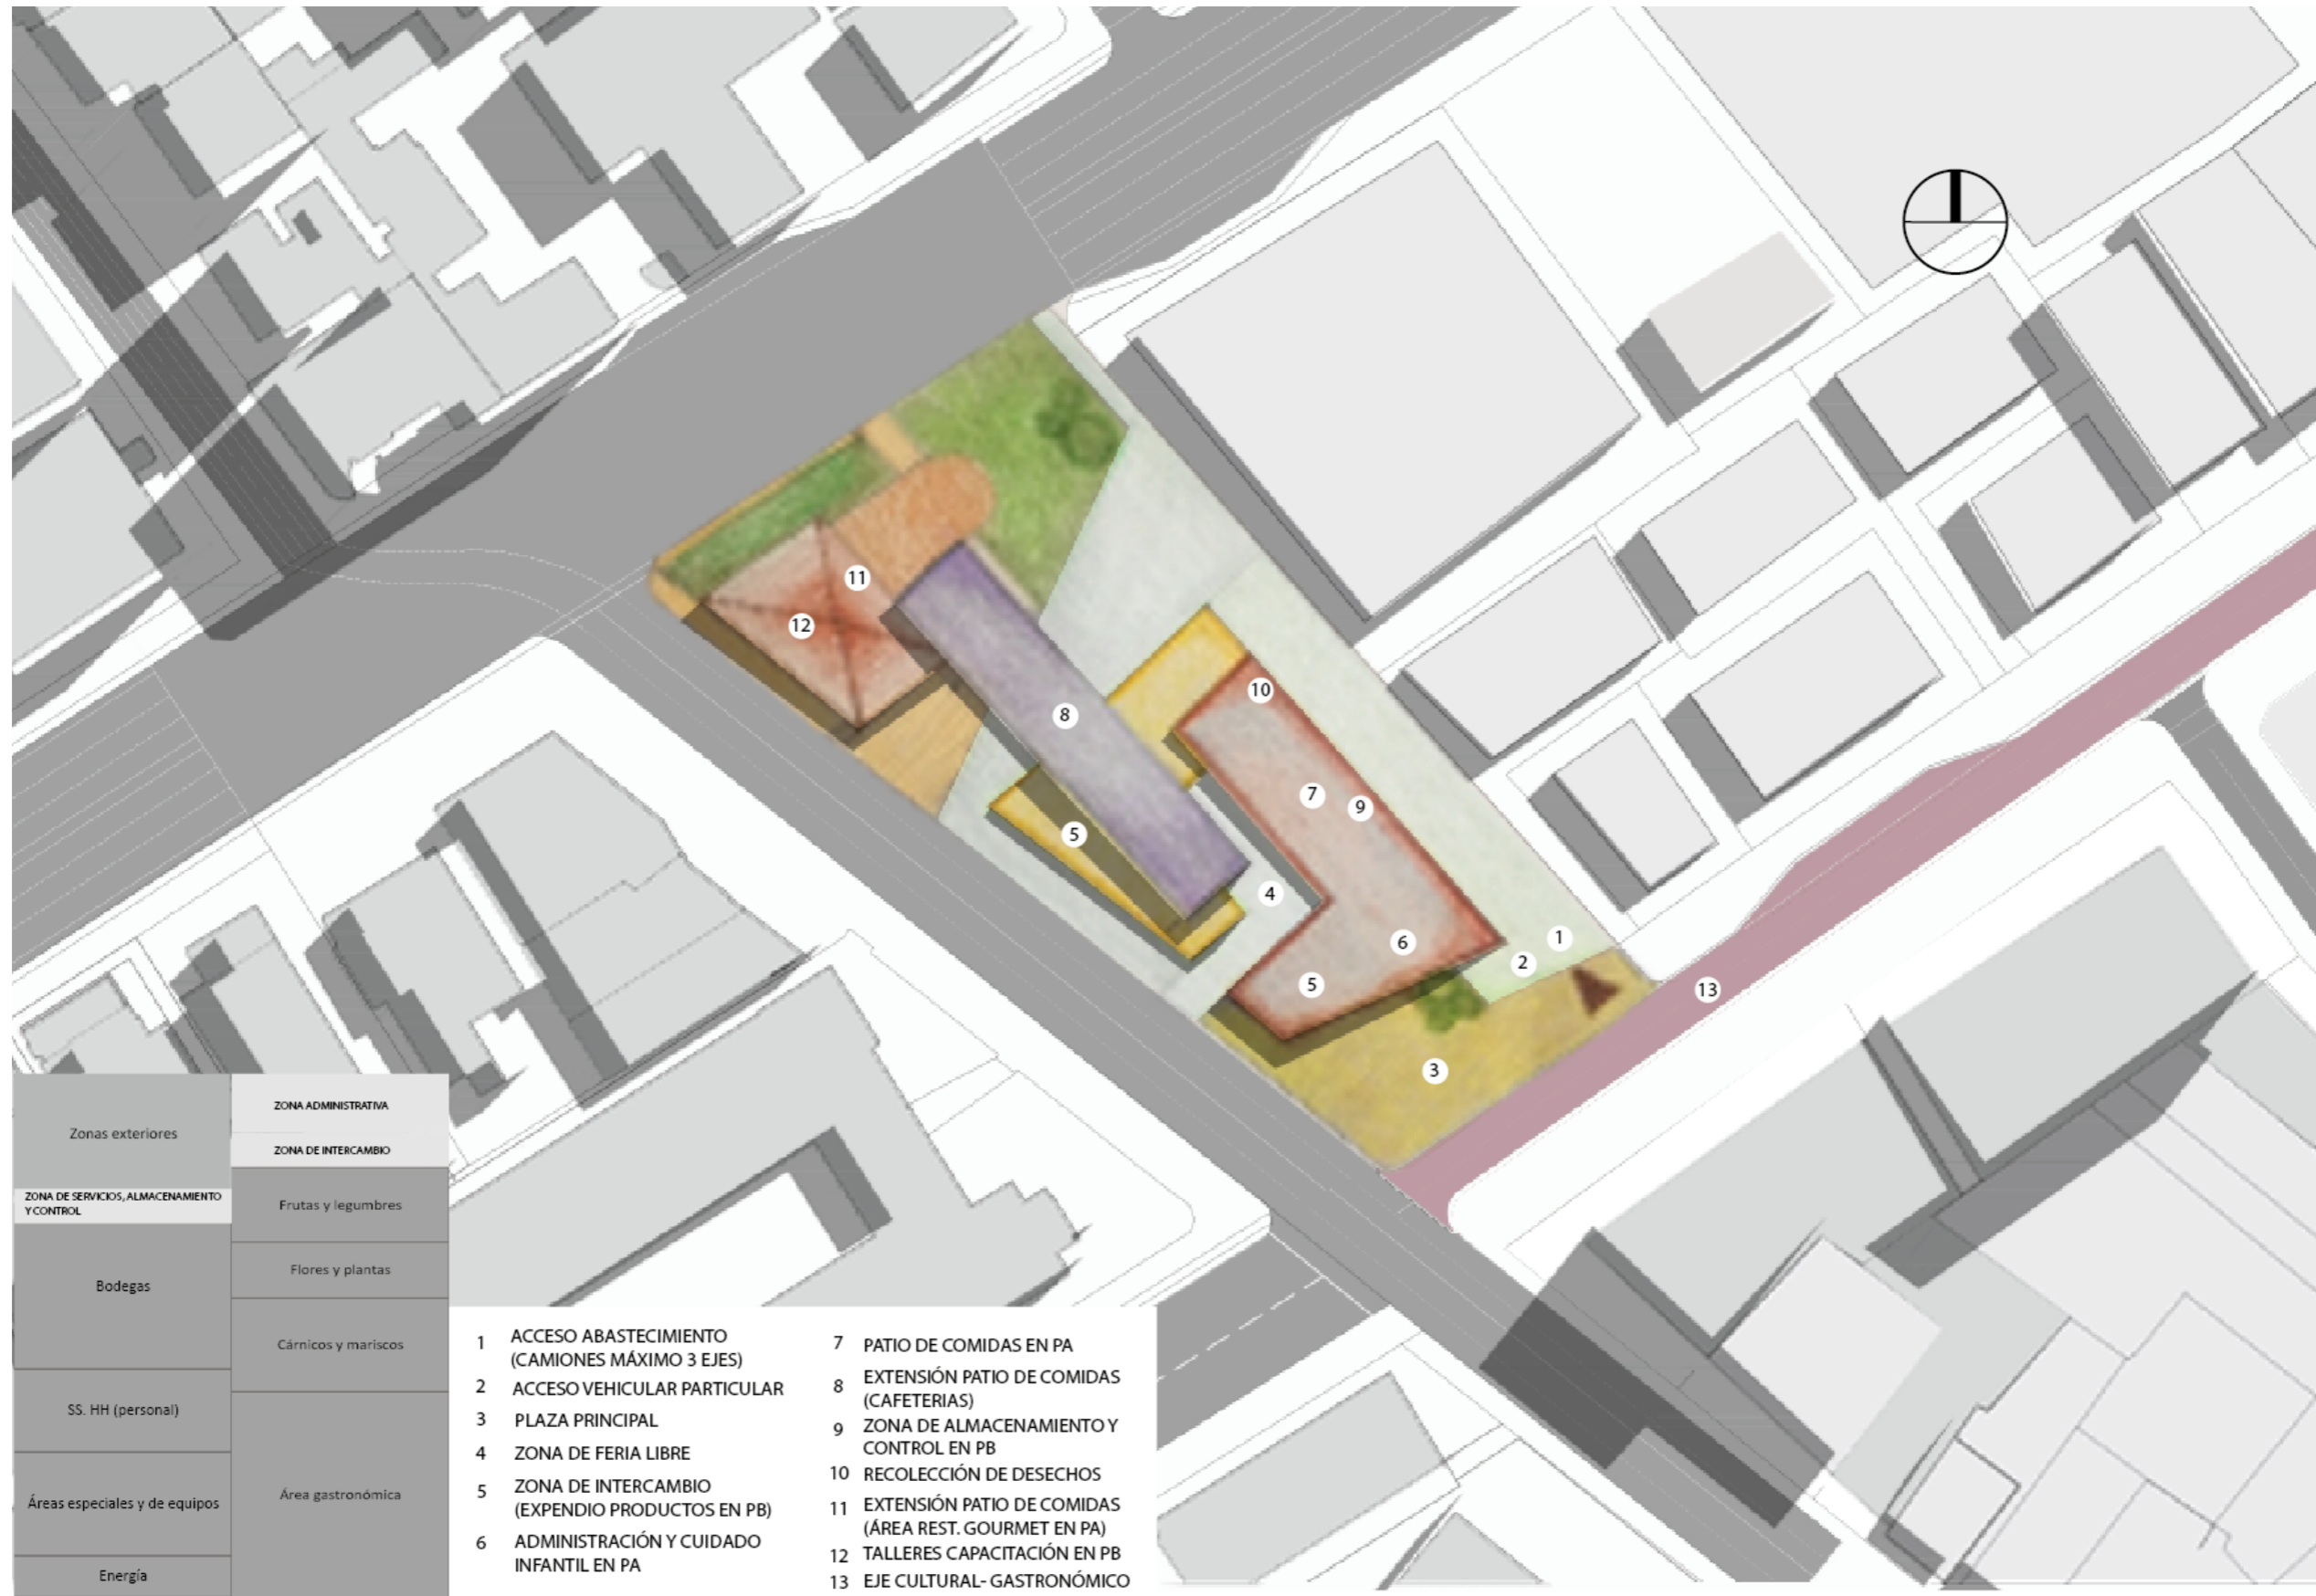 11
12
8
10
7
9
5
4
6
1
2
5
13
3
Zonas exteriores
ZONA DE SERVICIOS, ALMACENAMIENTO
Y CONTROL
Bodegas
SS. HH (personal)
Áreas especiales y de equipos
Energía
ZONA ADMINISTRATIVA
ZONA DE INTERCAMBIO
Frutas y legumbres
Flores y plantas
Cárnicos y mariscos
Área gastronómica
1 ACCESO ABASTECIMIENTO
(CAMIONES MÁXIMO 3 EJES)
2 ACCESO VEHICULAR PARTICULAR
3 PLAZA PRINCIPAL
4 ZONA DE FERIA LIBRE
5 ZONA DE INTERCAMBIO
(EXPENDIO PRODUCTOS EN PB)
6 ADMINISTRACIÓN Y CUIDADO
INFANTIL EN PA
7 PATIO DE COMIDAS EN PA
8 EXTENSIÓN PATIO DE COMIDAS
(CAFETERIAS)
9 ZONA DE ALMACENAMIENTO Y
CONTROL EN PB
10 RECOLECCIÓN DE DESECHOS
11 EXTENSIÓN PATIO DE COMIDAS
(ÁREA REST. GOURMET EN PA)
12 TALLERES CAPACITACIÓN EN PB
13 EJE CULTURAL- GASTRONÓMICO